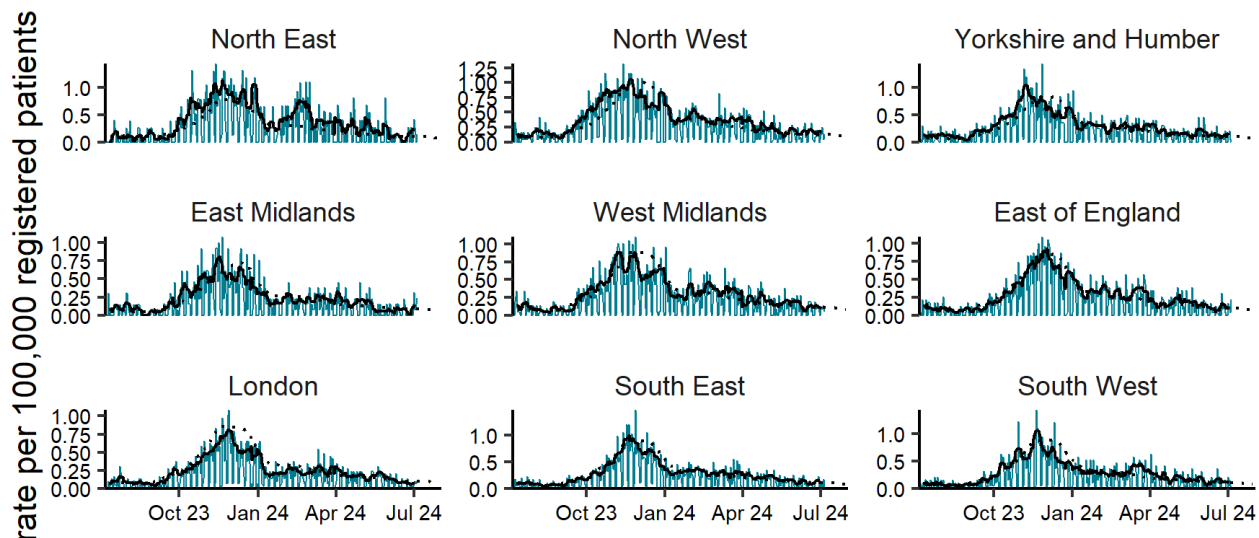 rate per 100,000 registered patients
North East
1.0
0.5
0.0
North West
1.25
1.00
0.75
0.50
0.25
0.00
Yorkshire and Humber
1.0
0.5
0.0
East Midlands
1.00
0.75
0.50
0.25
0.00
West Midlands
1.00
0.75
0.50
0.25
0.00
East of England
1.00
0.75
0.50
0.25
0.00
London
1.00
0.75
0.50
0.25
0.00
South East
1.0
0.5
0.0
South West
1.0
0.5
0.0
Oct 23 Jan 24 Apr 24 Jul 24
Oct 23 Jan 24 Apr 24 Jul 24
Oct 23 Jan 24 Apr 24 Jul 24